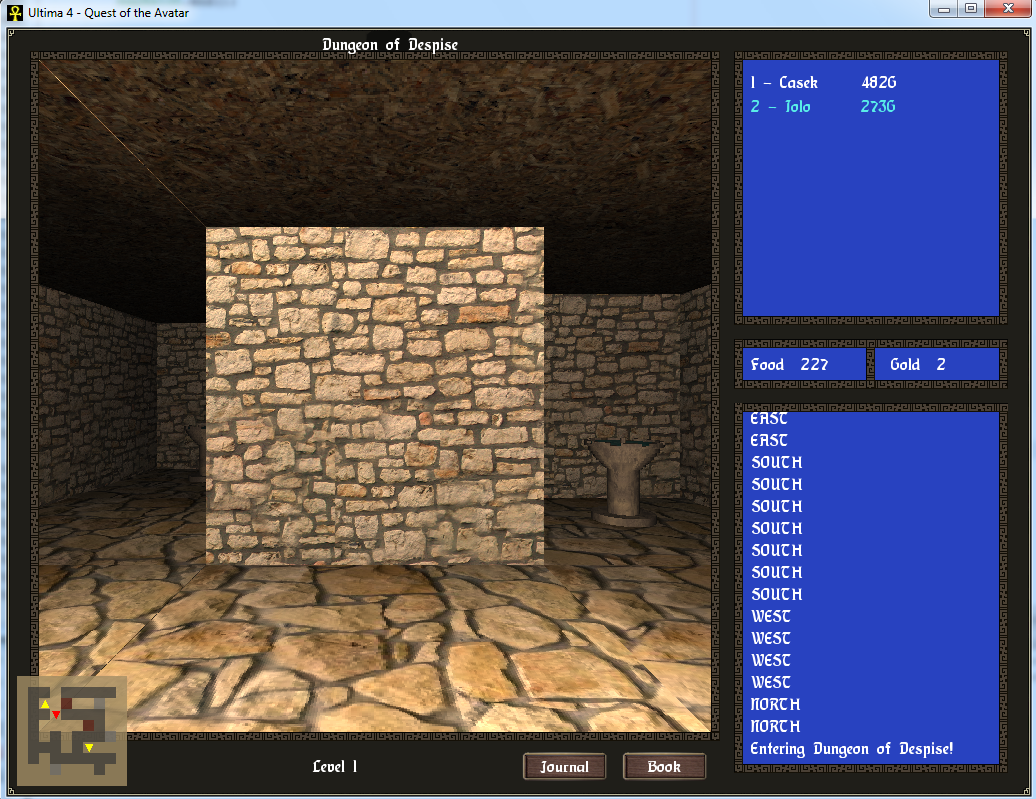 Ultima 4 - Quest of the Avatar
Dungeon of Despise
1 - Casek 482G
2 - Iolo 273G
Food 227
Gold 2
EAST
EAST
SOUTH
SOUTH
SOUTH
SOUTH
SOUTH
SOUTH
SOUTH
WEST
WEST
WEST
WEST
NORTH
NORTH
Entering Dungeon of Despise!
Level 1
Journal
Book